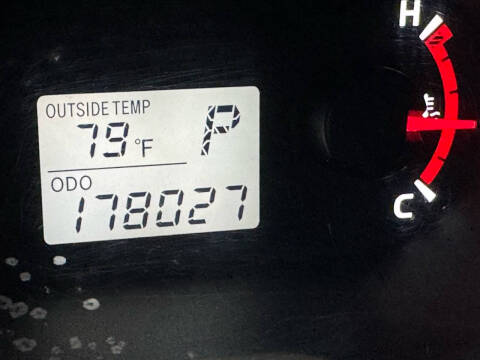 H
OUTSIDE TEMP
79 °F P
ODO
178027
C